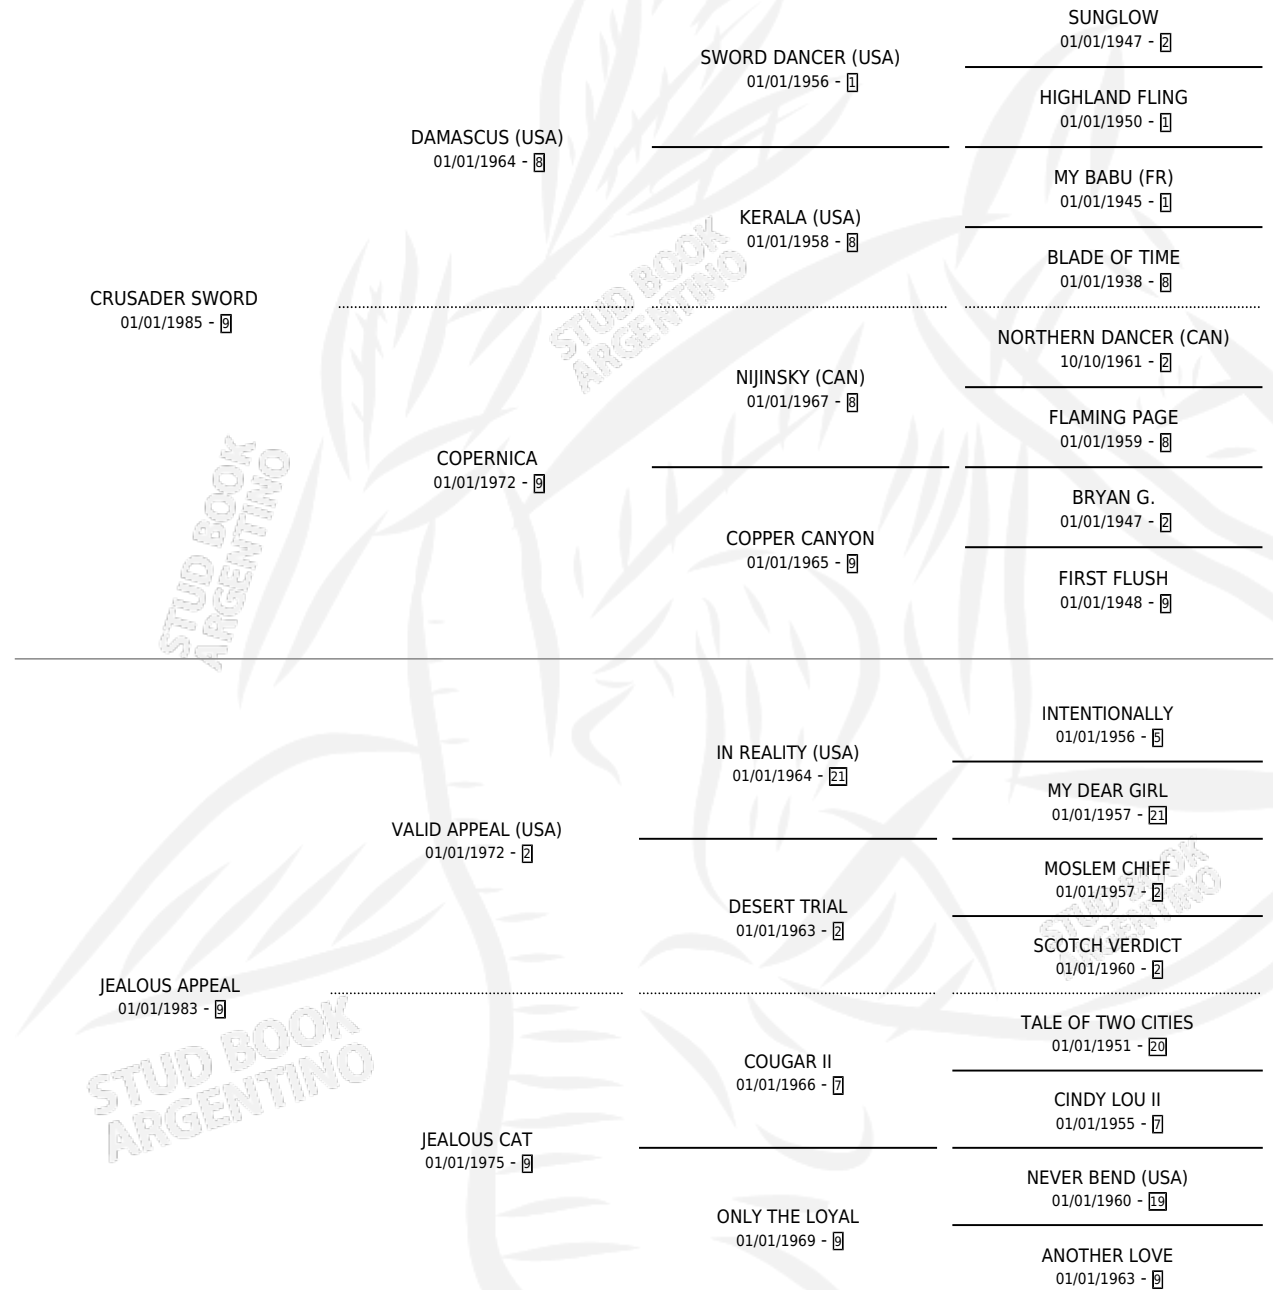 SUNGLOW
01/01/1947 - 2
SWORD DANCER (USA)
01/01/1956 - 1
HIGHLAND FLING
01/01/1950 - 1
DAMASCUS (USA)
01/01/1964 - 8
MY BABU (FR)
01/01/1945 - 1
KERALA (USA)
01/01/1958 - 8
BLADE OF TIME
01/01/1938 - 8
CRUSADER SWORD
01/01/1985 - 9
NORTHERN DANCER (CAN)
10/10/1961 - 2
NIJINSKY (CAN)
01/01/1967 - 8
FLAMING PAGE
01/01/1959 - 8
COPERNICA
01/01/1972 - 9
BRYAN G.
01/01/1947 - 2
COPPER CANYON
01/01/1965 - 9
FIRST FLUSH
01/01/1948 - 9
STUD BOOK
ARGENTINO
STUD BOOK
ARGENTINO
INTENTIONALLY
01/01/1956 - 5
IN REALITY (USA)
01/01/1964 - 21
MY DEAR GIRL
01/01/1957 - 21
VALID APPEAL (USA)
01/01/1972 - 2
MOSLEM CHIEF
01/01/1957 - 2
DESERT TRIAL
01/01/1963 - 2
SCOTCH VERDICT
01/01/1960 - 2
JEALOUS APPEAL
01/01/1983 - 9
TALE OF TWO CITIES
01/01/1951 - 20
COUGAR II
01/01/1966 - 7
CINDY LOU II
01/01/1955 - 7
JEALOUS CAT
01/01/1975 - 9
NEVER BEND (USA)
01/01/1960 - 19
ONLY THE LOYAL
01/01/1969 - 9
ANOTHER LOVE
01/01/1963 - 9
STUD BOOK
ARGENTINO
STUD BOOK
ARGENTINO